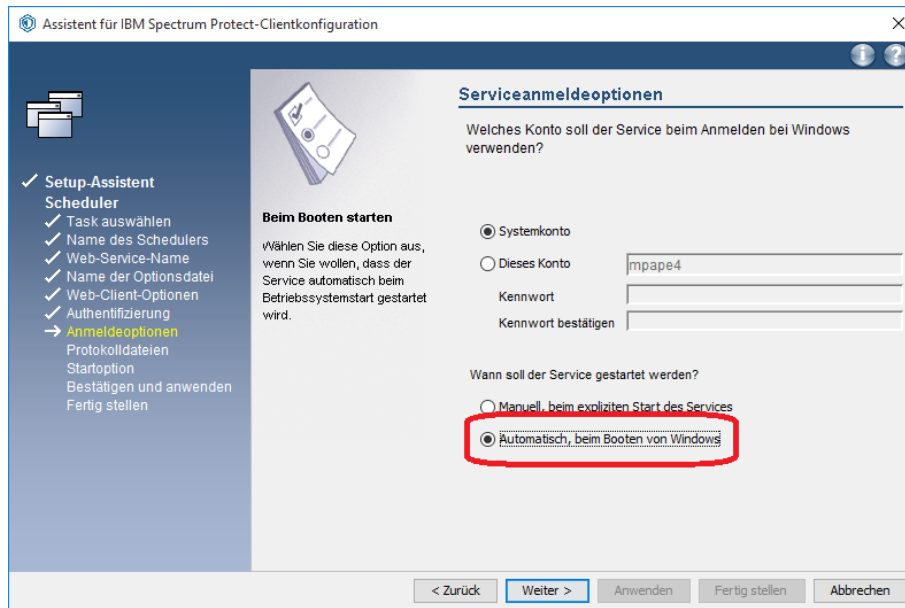 Assistent für IBM Spectrum Protect-Clientkonfiguration
Setup-Assistent
Scheduler
Task auswählen
Name des Schedulers
Web-Service-Name
Name der Optionsdatei
Web-Client-Optionen
Authentifizierung
Anmeldeoptionen
Protokolldateien
Startoption
Bestätigen und anwenden
Fertig stellen
Beim Booten starten
Wählen Sie diese Option aus,
wenn Sie wollen, dass der
Service automatisch beim
Betriebssystemstart gestartet
wird.
Serviceanmeldeoptionen
Welches Konto soll der Service beim Anmelden bei Windows
verwenden?
Systemkonto
Dieses Konto mpape4
Kennwort
Kennwort bestätigen
Wann soll der Service gestartet werden?
Manuell, beim expliziten Start des Services
Automatisch, beim Booten von Windows
< Zurück Weiter > Anwenden Fertig stellen Abbrechen